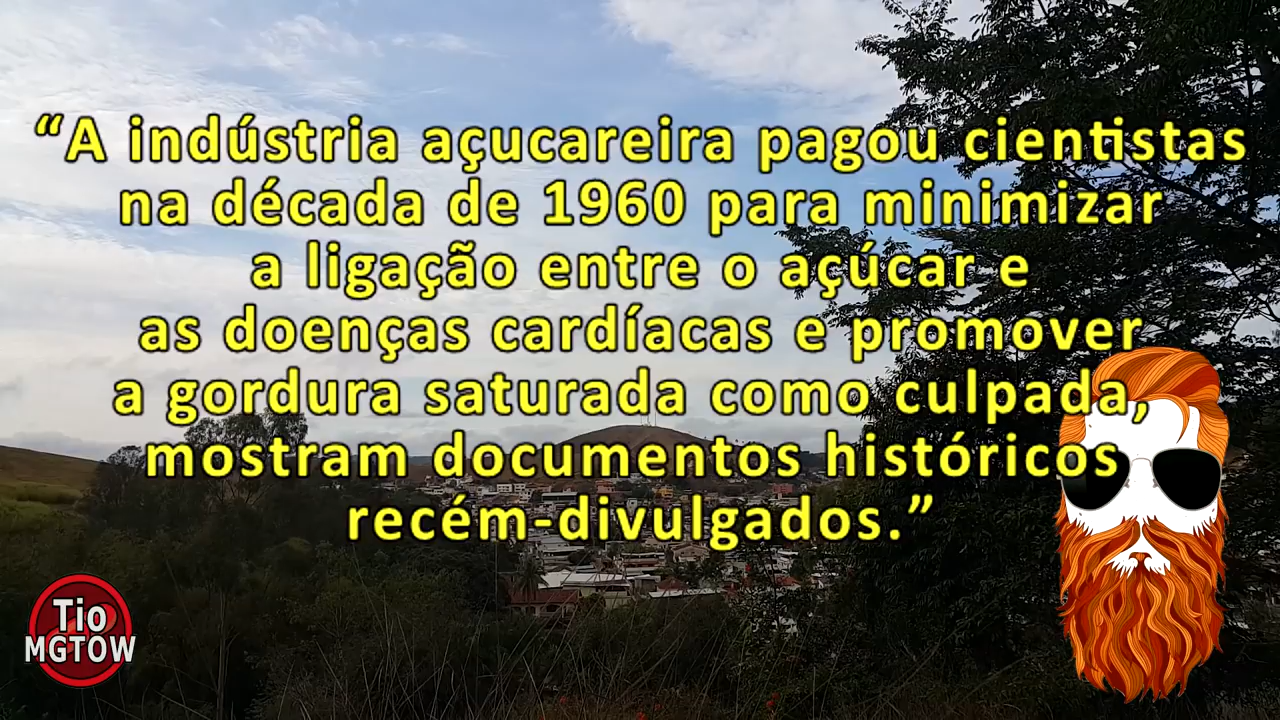 “A indústria açucareira pagou cientistas
na década de 1960 para minimizar
a ligação entre o açúcar e
as doenças cardíacas e promover
a gordura saturada como culpada,
mostram documentos históricos
recém-divulgados.”
Tio
MGTOW